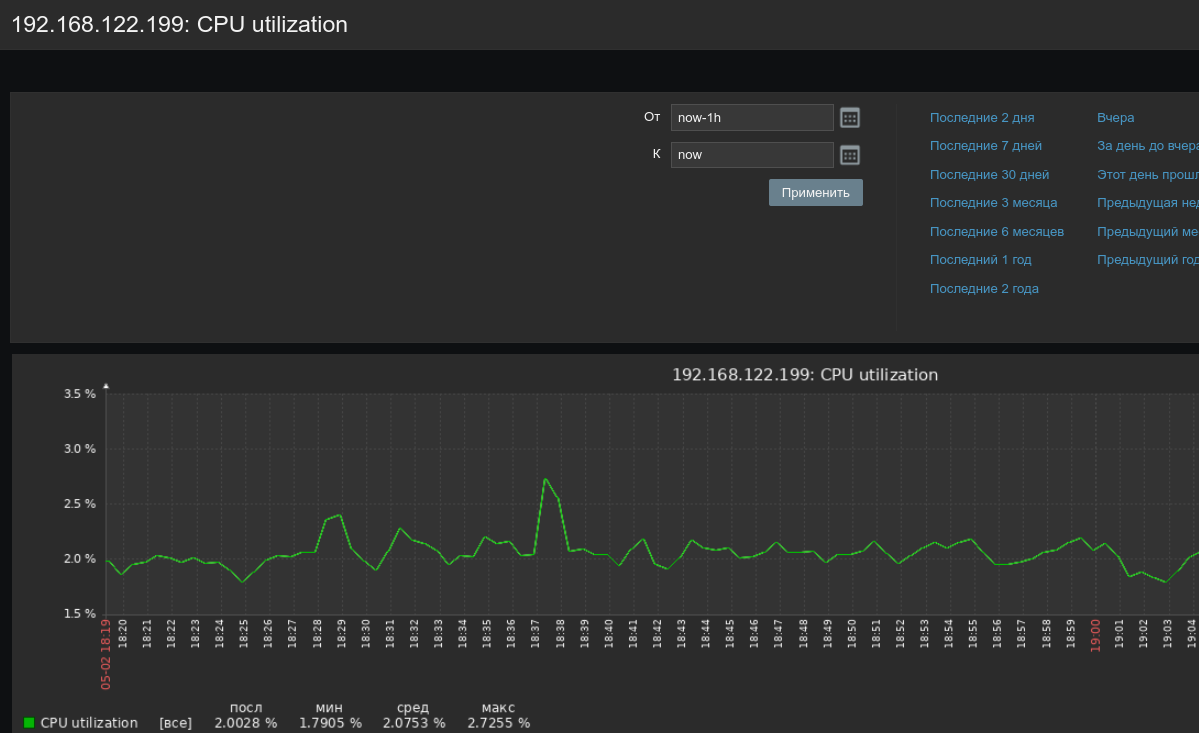 192.168.122.199: CPU utilization
От now-1h
К now
Применить
Последние 2 дня Вчера
Последние 7 дней За день до вчера
Последние 30 дней Этот день прошл
Последние 3 месяца Предыдущая нед
Последние 6 месяцев Предыдущий ме
Последний 1 год Предыдущий год
Последние 2 года
192.168.122.199: CPU utilization
3.5 %
3.0 %
2.5 %
2.0 %
1.5 %
05-02 18:19 18:20 18:21 18:22 18:23 18:24 18:25 18:26 18:27 18:28 18:29 18:30 18:31 18:32 18:33 18:34 18:35 18:36 18:37 18:38 18:39 18:40 18:41 18:42 18:43 18:44 18:45 18:46 18:47 18:48 18:49 18:50 18:51 18:52 18:53 18:54 18:55 18:56 18:57 18:58 18:59 19:00 19:01 19:02 19:03 19:04
посл мин сред макс
CPU utilization [все] 2.0028 % 1.7905 % 2.0753 % 2.7255 %